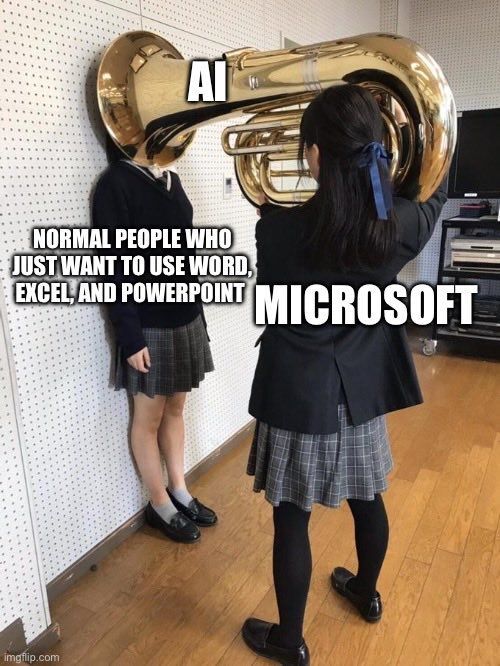 AI
NORMAL PEOPLE WHO
JUST WANT TO USE WORD,
EXCEL, AND POWERPOINT
MICROSOFT
imgflip.com